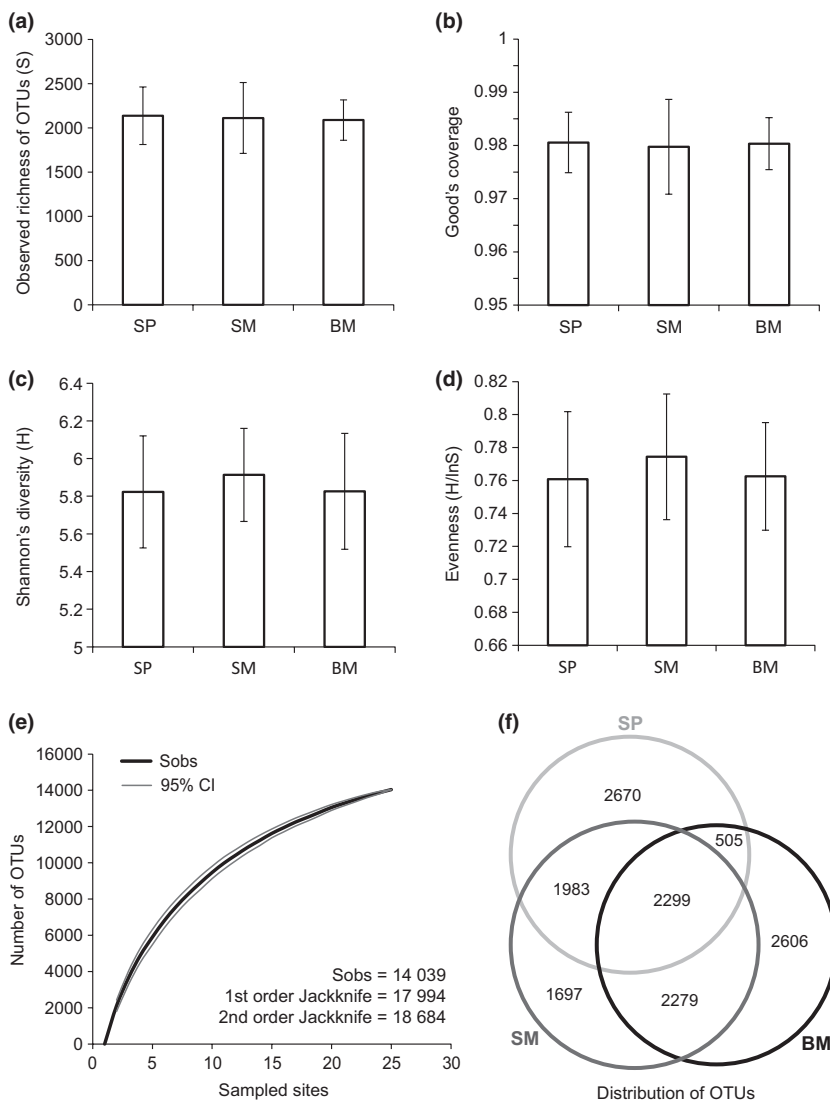 (a)
3000
2500
2000
1500
1000
500
0
Observed richness of OTUs (S)
SP SM BM
(b)
1
0.99
0.98
0.97
0.96
0.95
Good's coverage
SP SM BM
(c)
6.4
6.2
6
5.8
5.6
5.4
5.2
5
Shannon's diversity (H)
SP SM BM
(d)
0.82
0.8
0.78
0.76
0.74
0.72
0.7
0.68
0.66
Evenness (H/lnS)
SP SM BM
(e)
16000
14000
12000
10000
8000
6000
4000
2000
0
Number of OTUs
Sobs
95% CI
Sobs = 14 039
1st order Jackknife = 17 994
2nd order Jackknife = 18 684
0 5 10 15 20 25 30
Sampled sites
(f)
SP
2670
505
1983
2299
2606
1697
2279
SM
BM
Distribution of OTUs